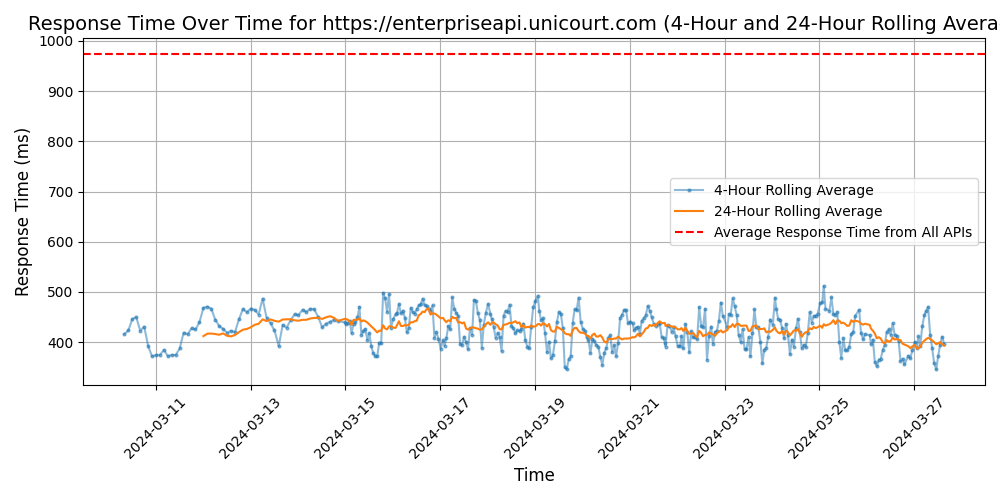 Response Time Over Time for https://enterpriseapi.unicourt.com (4-Hour and 24-Hour Rolling Avera
Response Time (ms)
1000
900
800
700
600
500
400
4-Hour Rolling Average
24-Hour Rolling Average
Average Response Time from All APIs
2024-03-11
2024-03-13
2024-03-15
2024-03-17
2024-03-19
2024-03-21
2024-03-23
2024-03-25
2024-03-27
Time